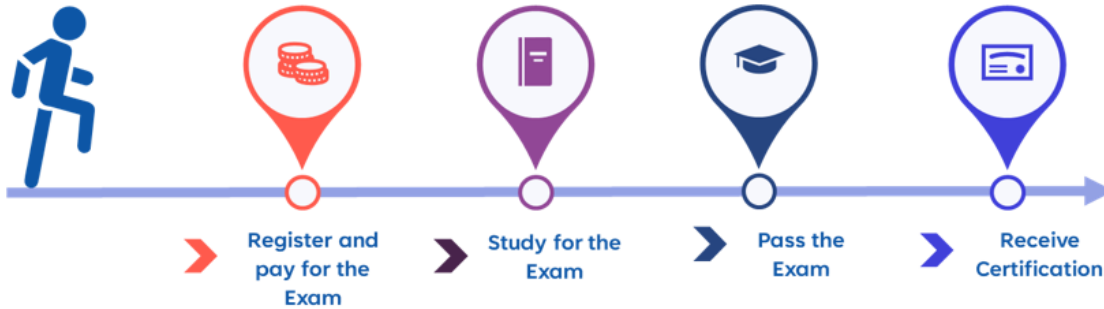 Register and
pay for the
Exam
Study for the
Exam
Pass the
Exam
Receive
Certification